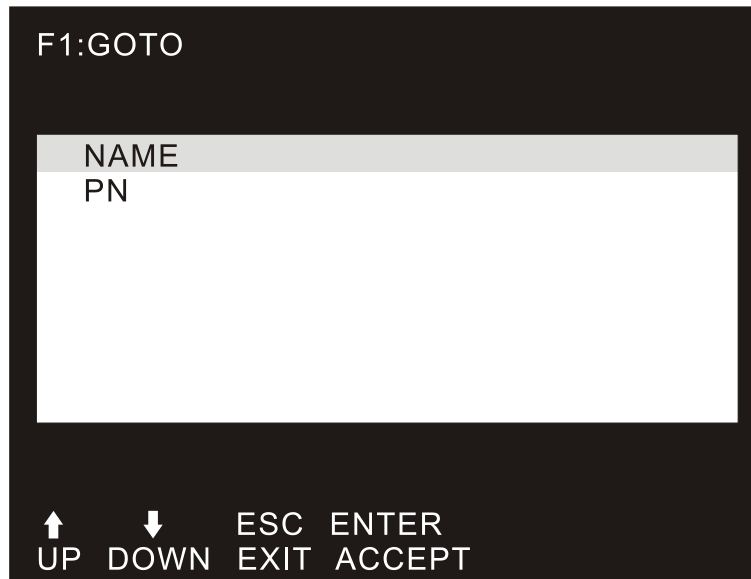 F1:GOTO
NAME
PN
ESC ENTER
UP DOWN EXIT ACCEPT